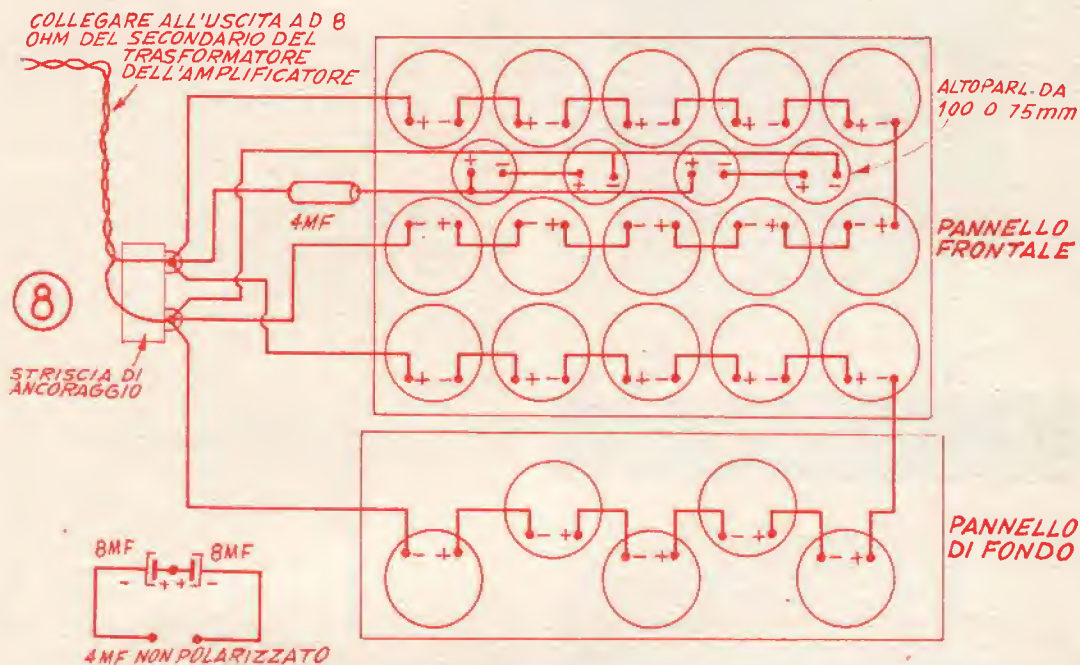 COLLEGARE ALL'USCITA AD 8
OHM DEL SECONDARIO DEL
TRASFORMATORE
DELL'AMPLIFICATORE
ALTOPARL. DA
100 O 75mm
+ - + - + - + - + -
+ - + - + - + -
4MF
- + - + - + - + - +
PANNELLO
FRONTALE
8
STRISCIA DI
ANCORAGGIO
+ - + - + - + - + -
- + - +
- + - + - +
PANNELLO
DI FONDO
8MF 8MF
- + + -
4MF NON POLARIZZATO